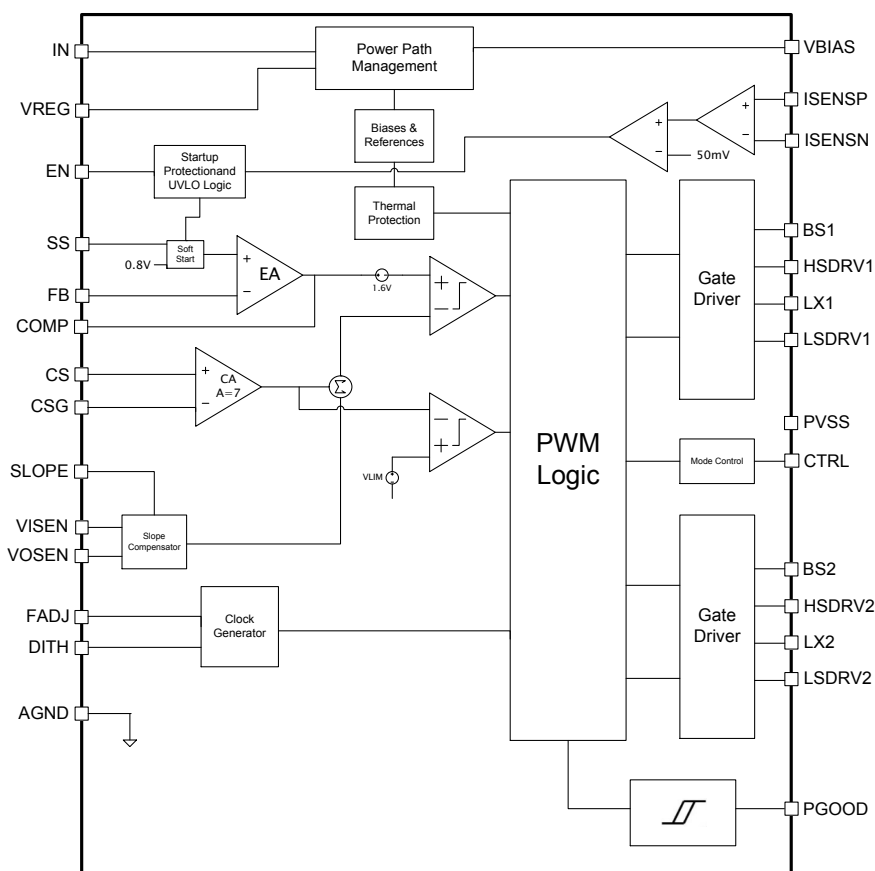 IN
VREG
EN
SS
FB
COMP
CS
CSG
SLOPE
VISEN
VOSEN
FADJ
DITH
AGND
Power Path
Management
Biases &
References
Thermal
Protection
Startup
Protectionand
UVLO Logic
Soft
Start
0.8V
+
−
EA
1.6V
+
−
+
−
CA
A=7
Σ
−
+
VLIM
Slope
Compensator
Clock
Generator
+
−
50mV
+
−
PWM
Logic
Gate
Driver
Mode Control
Gate
Driver
VBIAS
ISENSP
ISENSN
BS1
HSDRV1
LX1
LSDRV1
PVSS
CTRL
BS2
HSDRV2
LX2
LSDRV2
PGOOD